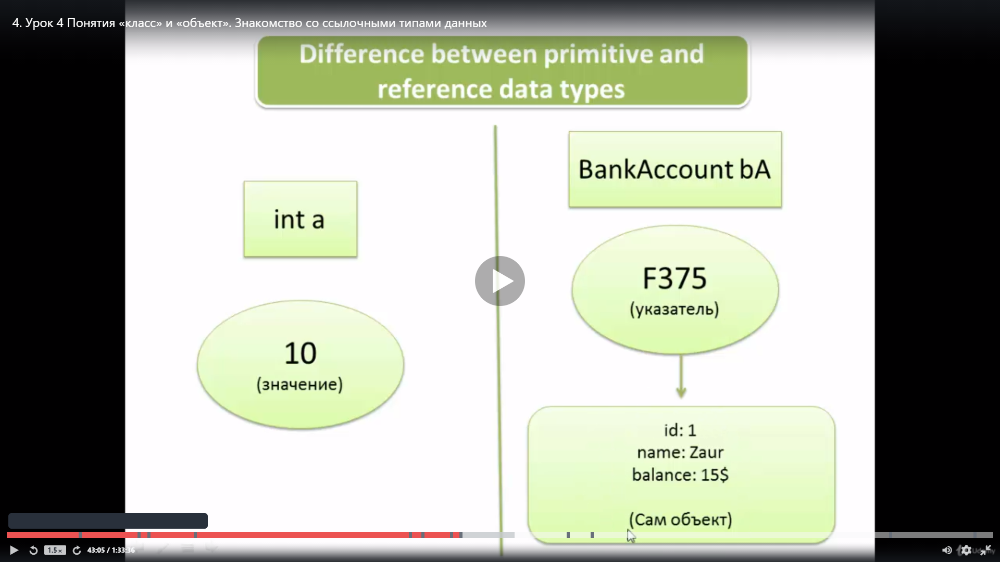 4. Урок 4 Понятия «класс» и «объект». Знакомство со ссылочными типами данных
Difference between primitive and
reference data types
int a
10
(значение)
BankAccount bA
F375
(указатель)
id: 1
name: Zaur
balance: 15$
(Сам объект)
1.5×
43:05 / 1:33:36
Udemy